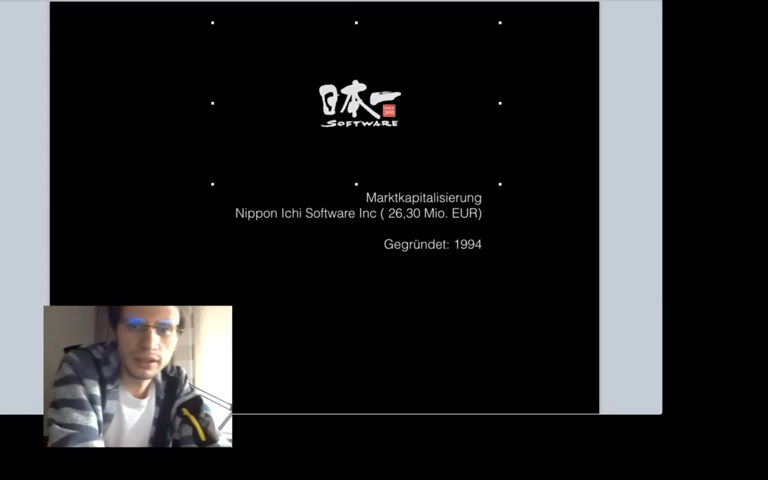 日本一
SOFTWARE
Marktkapitalisierung
Nippon Ichi Software Inc ( 26,30 Mio. EUR)
Gegründet: 1994